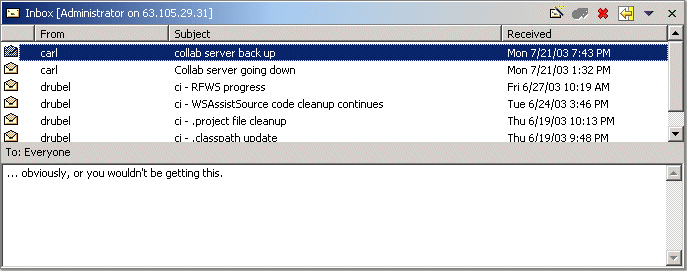 Inbox [Administrator on 63.105.29.31]
From Subject Received
carl collab server back up Mon 7/21/03 7:43 PM
carl Collab server going down Mon 7/21/03 1:32 PM
drubel ci - RFWS progress Fri 6/27/03 10:19 AM
drubel ci - WSAssistSource code cleanup continues Tue 6/24/03 3:46 PM
drubel ci - .project file cleanup Thu 6/19/03 10:13 PM
drubel ci - .classpath update Thu 6/19/03 9:48 PM
To: Everyone
... obviously, or you wouldn't be getting this.